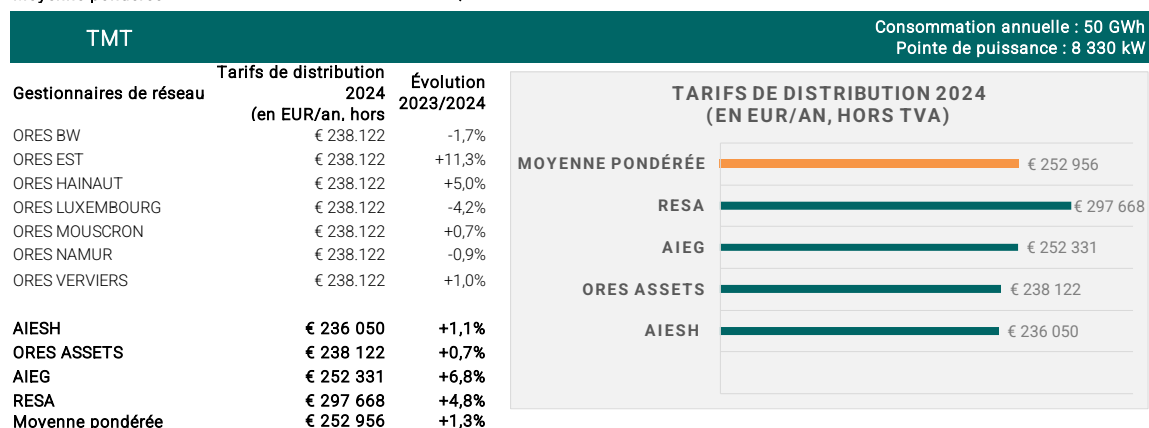 TMT
Consommation annuelle : 50 GWh
Pointe de puissance : 8 330 kW
Gestionnaires de réseau
Tarifs de distribution
2024
(en EUR/an, hors
Évolution
2023/2024
ORES BW € 238.122 -1,7%
ORES EST € 238.122 +11,3%
ORES HAINAUT € 238.122 +5,0%
ORES LUXEMBOURG € 238.122 -4,2%
ORES MOUSCRON € 238.122 +0,7%
ORES NAMUR € 238.122 -0,9%
ORES VERVIERS € 238.122 +1,0%
AIESH € 236 050 +1,1%
ORES ASSETS € 238 122 +0,7%
AIEG € 252 331 +6,8%
RESA € 297 668 +4,8%
Moyenne pondérée € 252 956 +1,3%
TARIFS DE DISTRIBUTION 2024
(EN EUR/AN, HORS TVA)
MOYENNE PONDÉRÉE € 252 956
RESA € 297 668
AIEG € 252 331
ORES ASSETS € 238 122
AIESH € 236 050